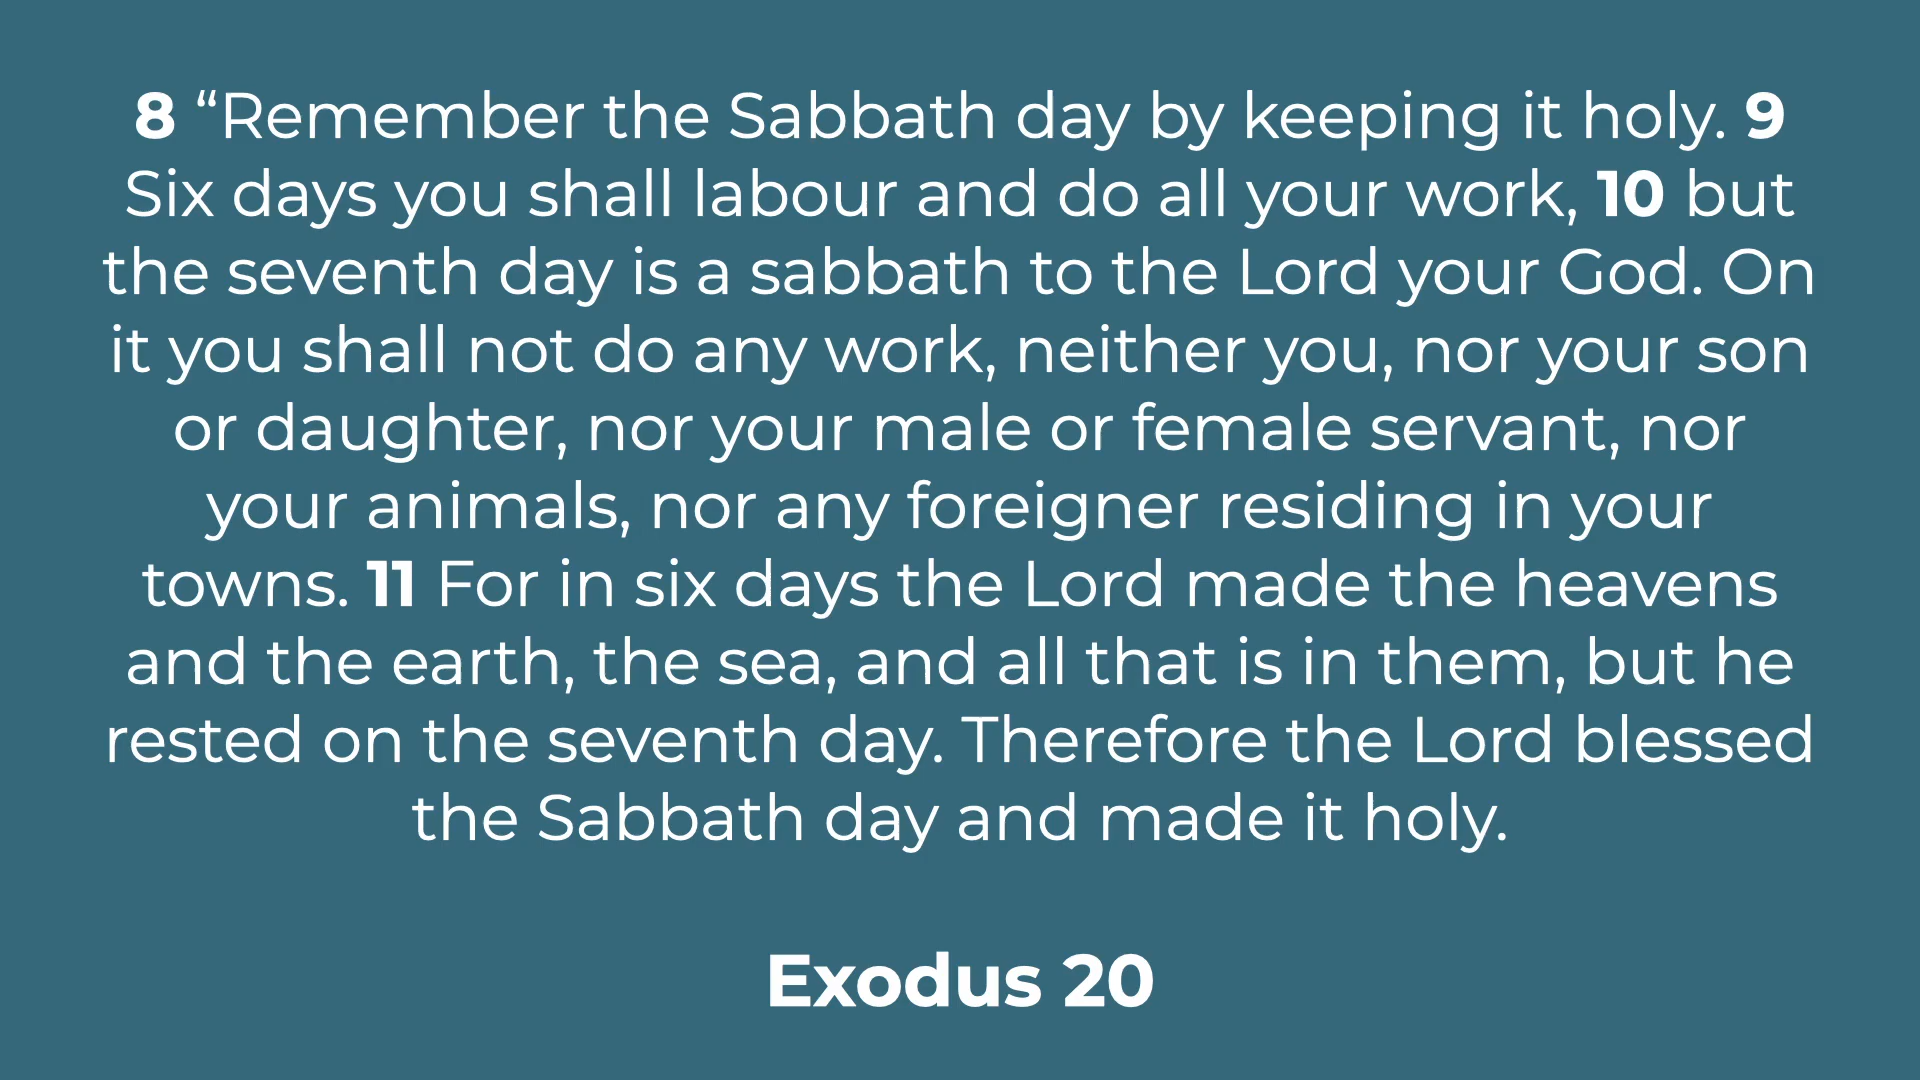 8 “Remember the Sabbath day by keeping it holy. 9
Six days you shall labour and do all your work, 10 but
the seventh day is a sabbath to the Lord your God. On
it you shall not do any work, neither you, nor your son
or daughter, nor your male or female servant, nor
your animals, nor any foreigner residing in your
towns. 11 For in six days the Lord made the heavens
and the earth, the sea, and all that is in them, but he
rested on the seventh day. Therefore the Lord blessed
the Sabbath day and made it holy.
Exodus 20